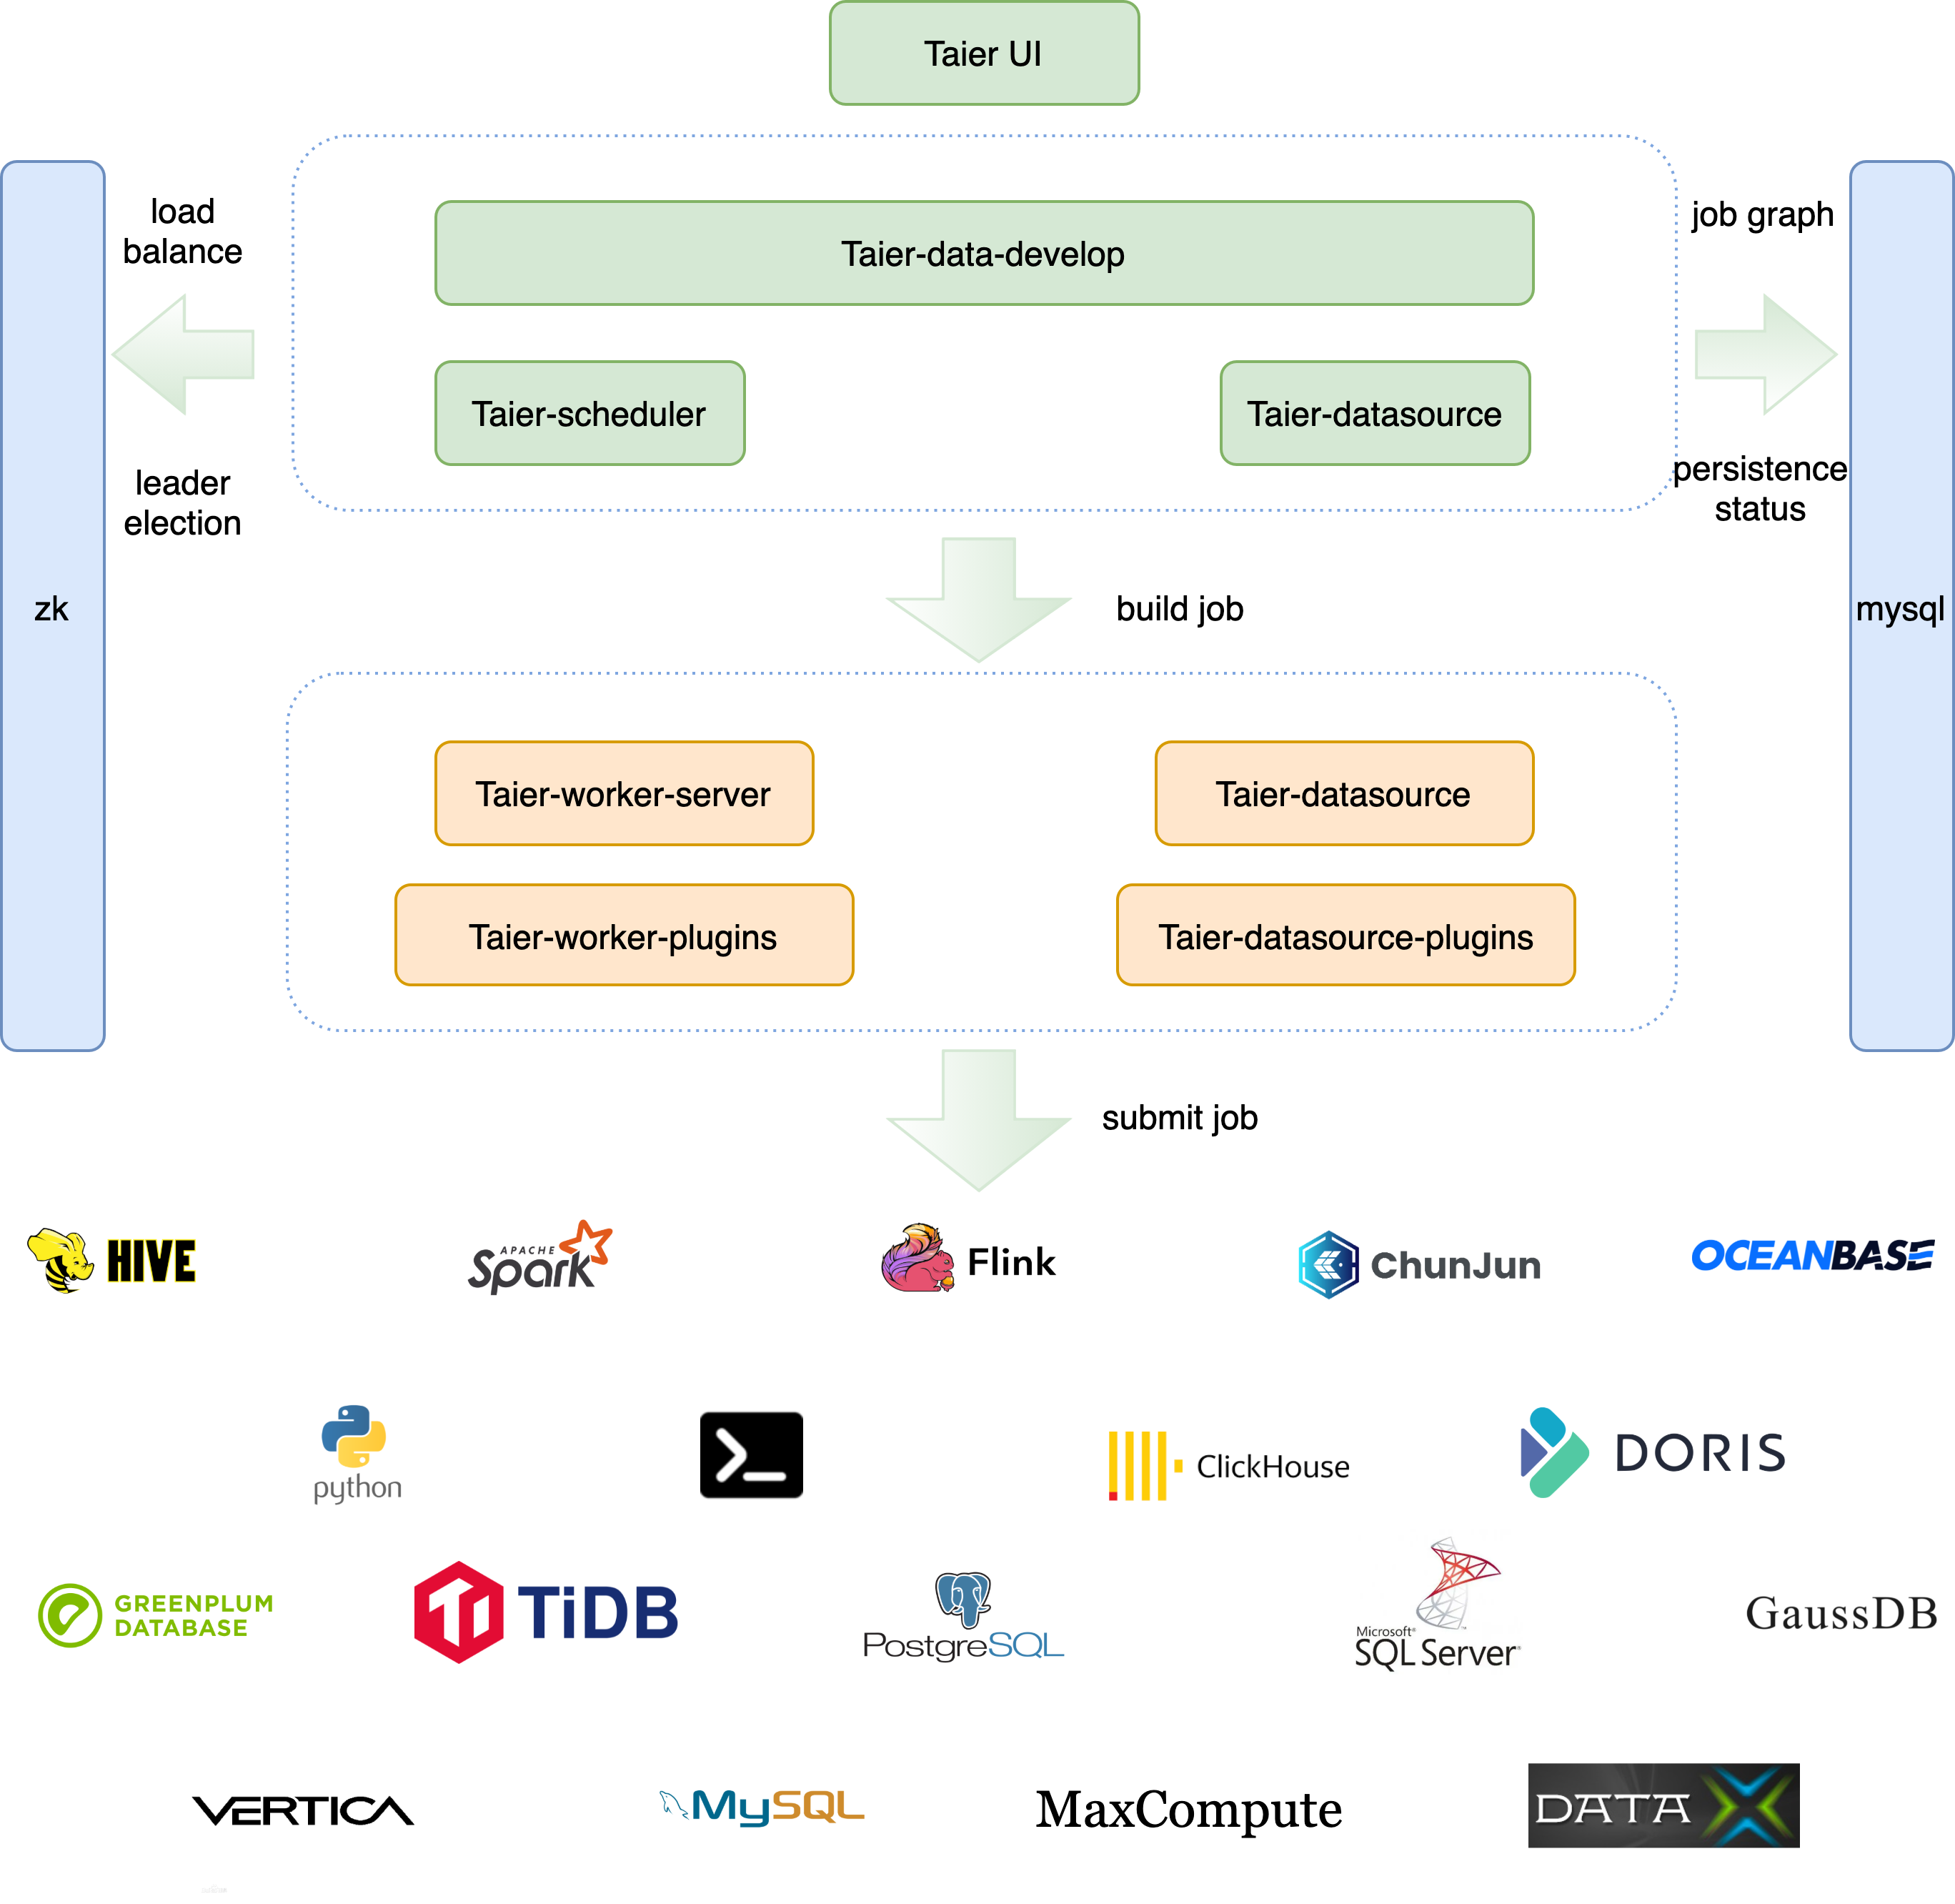 Taier UI
load
balance
job graph
Taier-data-develop
Taier-scheduler
Taier-datasource
leader
election
persistence
status
zk
build job
mysql
Taier-worker-server
Taier-datasource
Taier-worker-plugins
Taier-datasource-plugins
submit job
HIVE
APACHE
Spark
Flink
ChunJun
OCEANBASE
python
>_
ClickHouse
DORIS
GREENPLUM
DATABASE
TiDB
PostgreSQL
Microsoft®
SQL Server®
GaussDB
VERTICA
MySQL
MaxCompute
DATA X